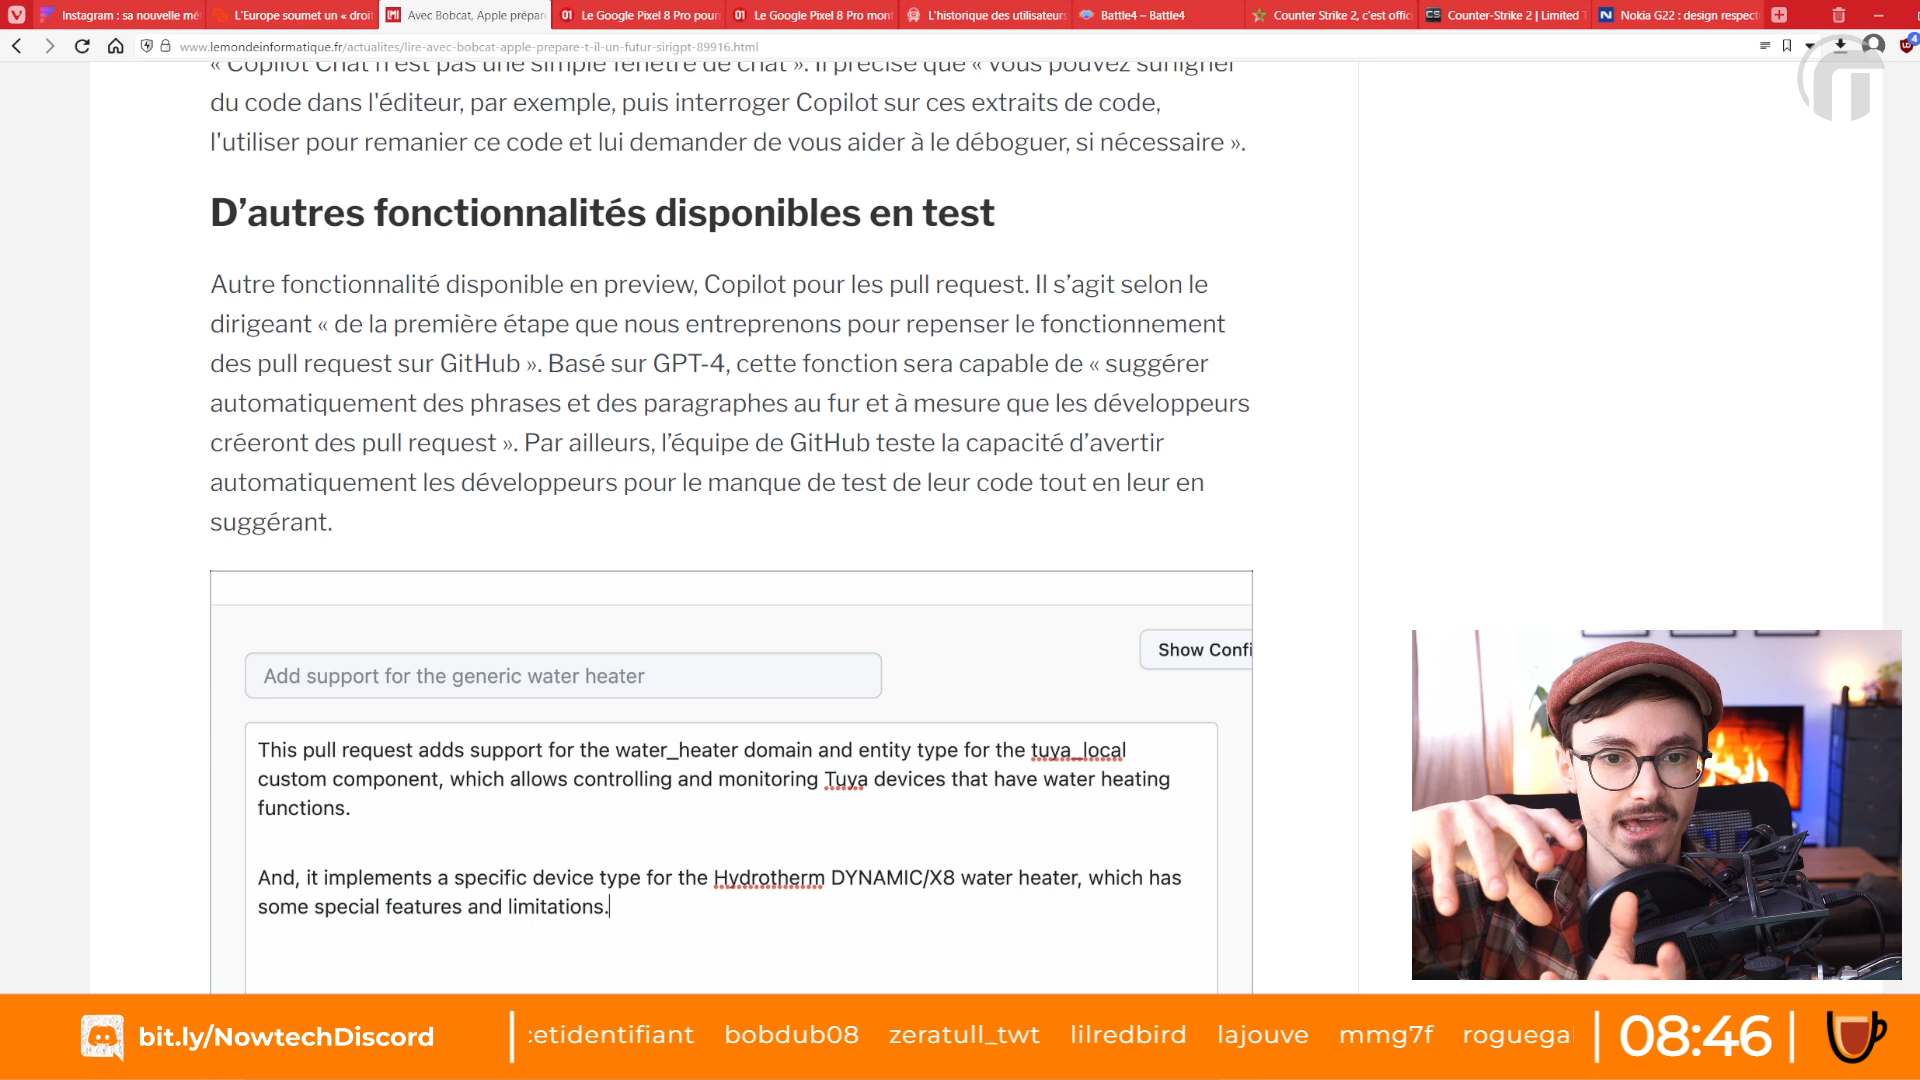 Instagram : sa nouvelle mé
L'Europe soumet un « droit
Avec Bobcat, Apple prépar
Le Google Pixel 8 Pro pour
Le Google Pixel 8 Pro mon
L'historique des utilisateurs
Battle4 – Battle4
Counter Strike 2, c'est offic
Counter-Strike 2 | Limited T
Nokia G22 : design respect
www.lemondeinformatique.fr/actualites/lire-avec-bobcat-apple-prepare-t-il-un-futur-sirigpt-89916.html
« Copilot Chat n'est pas une simple fenêtre de chat ». Il précise que « vous pouvez surligner
du code dans l'éditeur, par exemple, puis interroger Copilot sur ces extraits de code,
l'utiliser pour remanier ce code et lui demander de vous aider à le déboguer, si nécessaire ».
D’autres fonctionnalités disponibles en test
Autre fonctionnalité disponible en preview, Copilot pour les pull request. Il s’agit selon le
dirigeant « de la première étape que nous entreprenons pour repenser le fonctionnement
des pull request sur GitHub ». Basé sur GPT-4, cette fonction sera capable de « suggérer
automatiquement des phrases et des paragraphes au fur et à mesure que les développeurs
créeront des pull request ». Par ailleurs, l’équipe de GitHub teste la capacité d’avertir
automatiquement les développeurs pour le manque de test de leur code tout en leur en
suggérant.
Show Confi
Add support for the generic water heater
This pull request adds support for the water_heater domain and entity type for the tuya_local
custom component, which allows controlling and monitoring Tuya devices that have water heating
functions.
And, it implements a specific device type for the Hydrotherm DYNAMIC/X8 water heater, which has
some special features and limitations.
bit.ly/NowtechDiscord
:etidentifiant bobdub08 zeratull_twt lilredbird lajouve mmg7f roguega
08:46